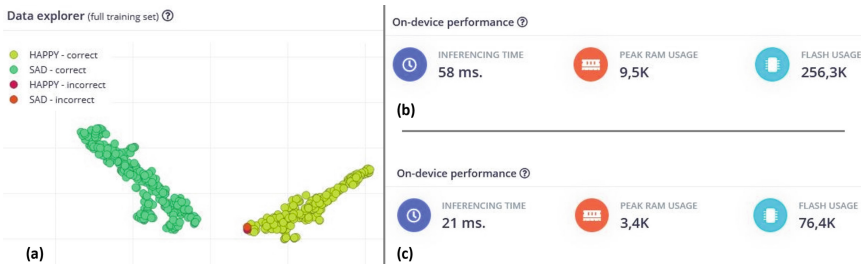 Data explorer (full training set) ?
HAPPY - correct
SAD - correct
HAPPY - incorrect
SAD - incorrect
(a)
On-device performance ?
INFERENCING TIME
58 ms.
PEAK RAM USAGE
9,5K
FLASH USAGE
256,3K
(b)
On-device performance ?
INFERENCING TIME
21 ms.
PEAK RAM USAGE
3,4K
FLASH USAGE
76,4K
(c)